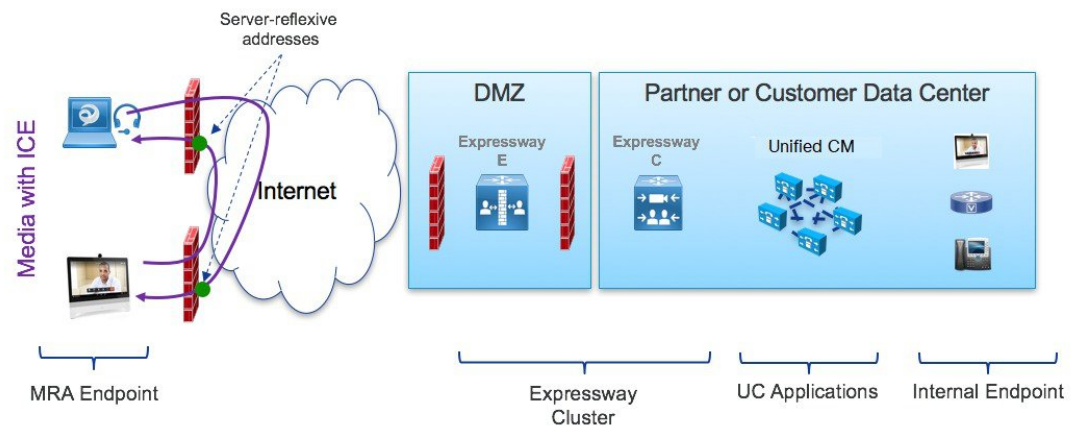 Server-reflexive
addresses
Media with ICE
Internet
DMZ
Expressway
E
Partner or Customer Data Center
Expressway
C
Unified CM
MRA Endpoint
Expressway
Cluster
UC Applications
Internal Endpoint